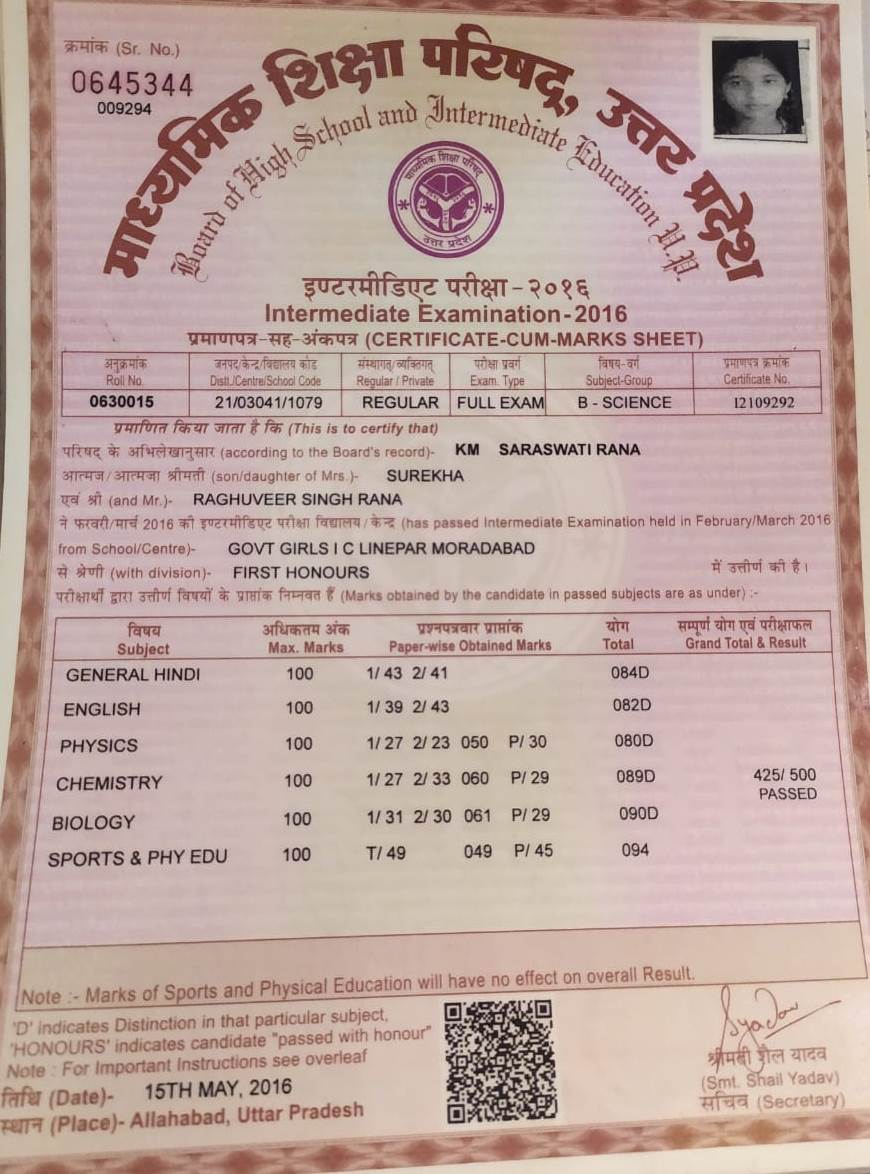 क्रमांक (Sr. No.)
0645344
009294
माध्यमिक शिक्षा परिषद्, उत्तर प्रदेश
Board of High School and Intermediate Education U.P.
माध्यमिक शिक्षा परिषद्
उत्तर प्रदेश
इण्टरमीडिएट परीक्षा - २०१६
Intermediate Examination - 2016
प्रमाणपत्र-सह-अंकपत्र (CERTIFICATE-CUM-MARKS SHEET)
अनुक्रमांक जनपद/केन्द्र/विद्यालय कोड संस्थागत/व्यक्तिगत परीक्षा प्रवर्ग विषय-वर्ग प्रमाणपत्र क्रमांक
Roll No. Distt./Centre/School Code Regular / Private Exam. Type Subject-Group Certificate No.
0630015 21/03041/1079 REGULAR FULL EXAM B - SCIENCE 12109292
प्रमाणित किया जाता है कि (This is to certify that)
परिषद् के अभिलेखानुसार (according to the Board's record)- KM SARASWATI RANA
आत्मज/आत्मजा श्रीमती (son/daughter of Mrs.)- SUREKHA
एवं श्री (and Mr.)- RAGHUVEER SINGH RANA
ने फरवरी/मार्च 2016 की इण्टरमीडिएट परीक्षा विद्यालय/केन्द्र (has passed Intermediate Examination held in February/March 2016
from School/Centre)- GOVT GIRLS I C LINEPAR MORADABAD
से श्रेणी (with division)- FIRST HONOURS में उत्तीर्ण की है।
परीक्षार्थी द्वारा उत्तीर्ण विषयों के प्राप्तांक निम्नवत हैं (Marks obtained by the candidate in passed subjects are as under) :-
विषय अधिकतम अंक प्रश्नपत्रवार प्राप्तांक योग सम्पूर्ण योग एवं परीक्षाफल
Subject Max. Marks Paper-wise Obtained Marks Total Grand Total & Result
GENERAL HINDI 100 1/ 43 2/ 41 084D
ENGLISH 100 1/ 39 2/ 43 082D
PHYSICS 100 1/ 27 2/ 23 050 P/ 30 080D
CHEMISTRY 100 1/ 27 2/ 33 060 P/ 29 089D 425/ 500
PASSED
BIOLOGY 100 1/ 31 2/ 30 061 P/ 29 090D
SPORTS & PHY EDU 100 T/ 49 049 P/ 45 094
Note :- Marks of Sports and Physical Education will have no effect on overall Result.
'D' indicates Distinction in that particular subject,
'HONOURS' indicates candidate "passed with honour"
Note : For Important Instructions see overleaf
तिथि (Date)- 15TH MAY, 2016
स्थान (Place)- Allahabad, Uttar Pradesh
Syadav
श्रीमती शैल यादव
(Smt. Shail Yadav)
सचिव (Secretary)